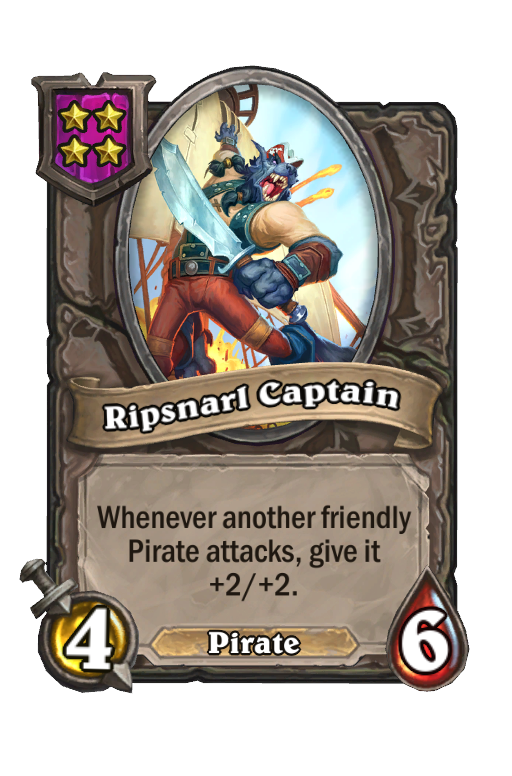 Ripsnarl Captain
Whenever another friendly
Pirate attacks, give it
+2/+2.
4
Pirate
6